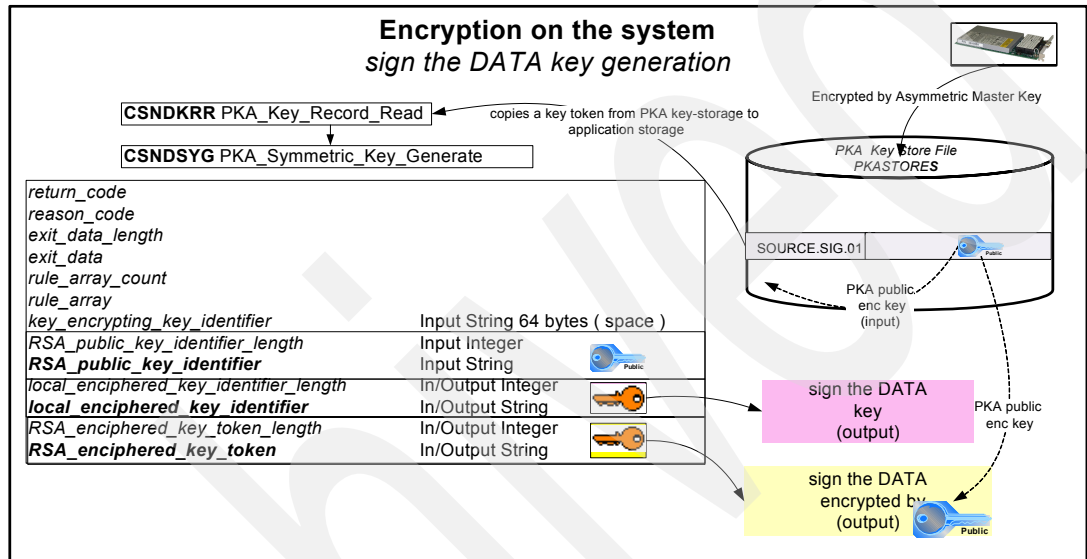 Encryption on the system
sign the DATA key generation
Encrypted by Asymmetric Master Key
CSNDKRR PKA_Key_Record_Read
copies a key token from PKA key-storage to
application storage
CSNDSYG PKA_Symmetric_Key_Generate
PKA Key Store File
PKASTORES
return_code
reason_code
exit_data_length
exit_data
rule_array_count
rule_array
key_encrypting_key_identifier Input String 64 bytes ( space )
RSA_public_key_identifier_length Input Integer
RSA_public_key_identifier Input String Public
local_enciphered_key_identifier_length In/Output Integer
local_enciphered_key_identifier In/Output String
RSA_enciphered_key_token_length In/Output Integer
RSA_enciphered_key_token In/Output String
SOURCE.SIG.01 Public
PKA public
enc key
(input)
sign the DATA
key
(output)
PKA public
enc key
sign the DATA
encrypted by
(output)
Public